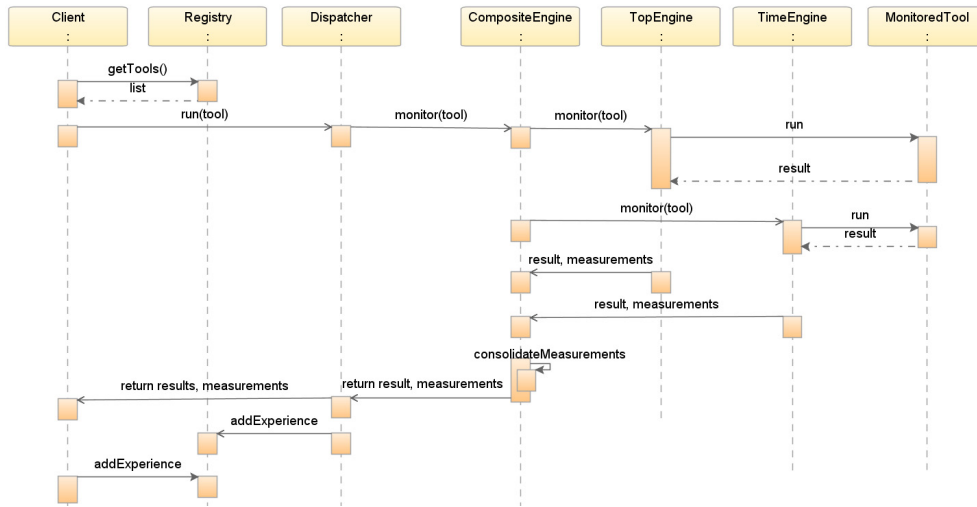 Client
:
Registry
:
Dispatcher
:
CompositeEngine
:
TopEngine
:
TimeEngine
:
MonitoredTool
:
getTools()
list
run(tool)
monitor(tool)
monitor(tool)
run
result
monitor(tool)
run
result
result, measurements
result, measurements
consolidateMeasurements
return results, measurements
return result, measurements
addExperience
addExperience